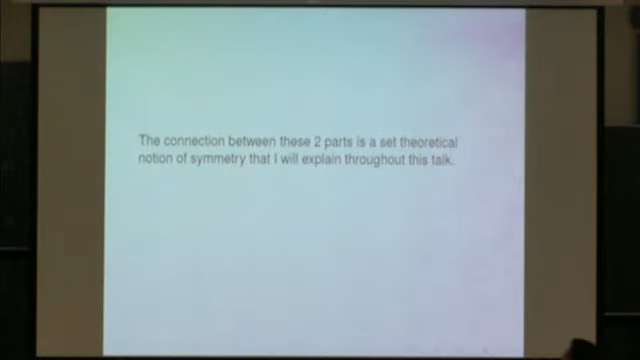 The connection between these 2 parts is a set theoretical
notion of symmetry that I will explain throughout this talk.